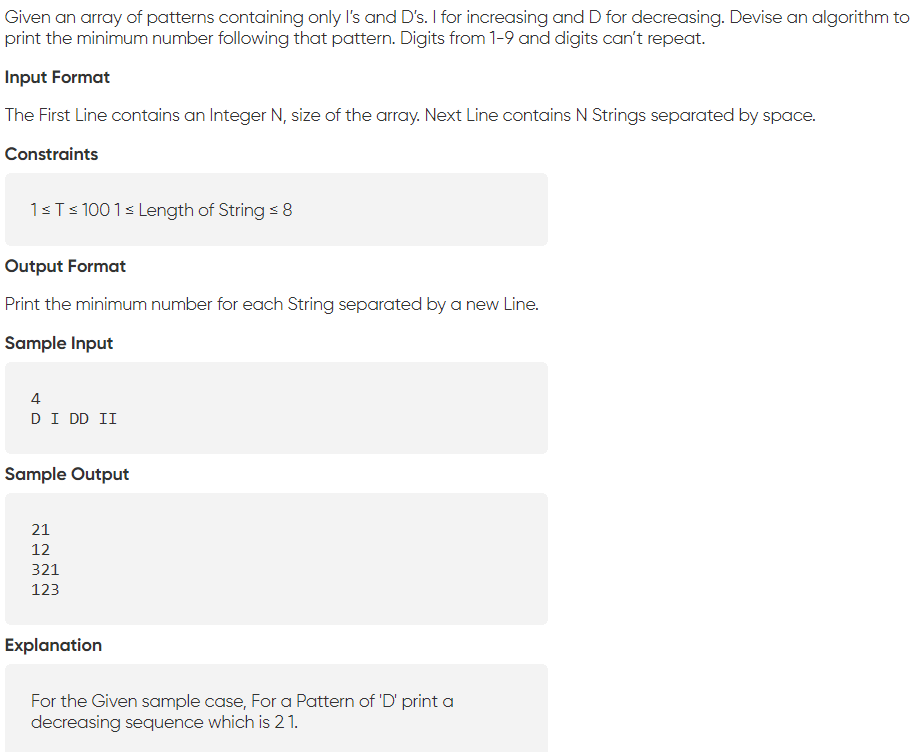 Given an array of patterns containing only I's and D's. I for increasing and D for decreasing. Devise an algorithm to
print the minimum number following that pattern. Digits from 1-9 and digits can't repeat.
Input Format
The First Line contains an Integer N, size of the array. Next Line contains N Strings separated by space.
Constraints
1 ≤ T ≤ 100 1 ≤ Length of String ≤ 8
Output Format
Print the minimum number for each String separated by a new Line.
Sample Input
4
D I DD II
Sample Output
21
12
321
123
Explanation
For the Given sample case, For a Pattern of 'D' print a
decreasing sequence which is 2 1.